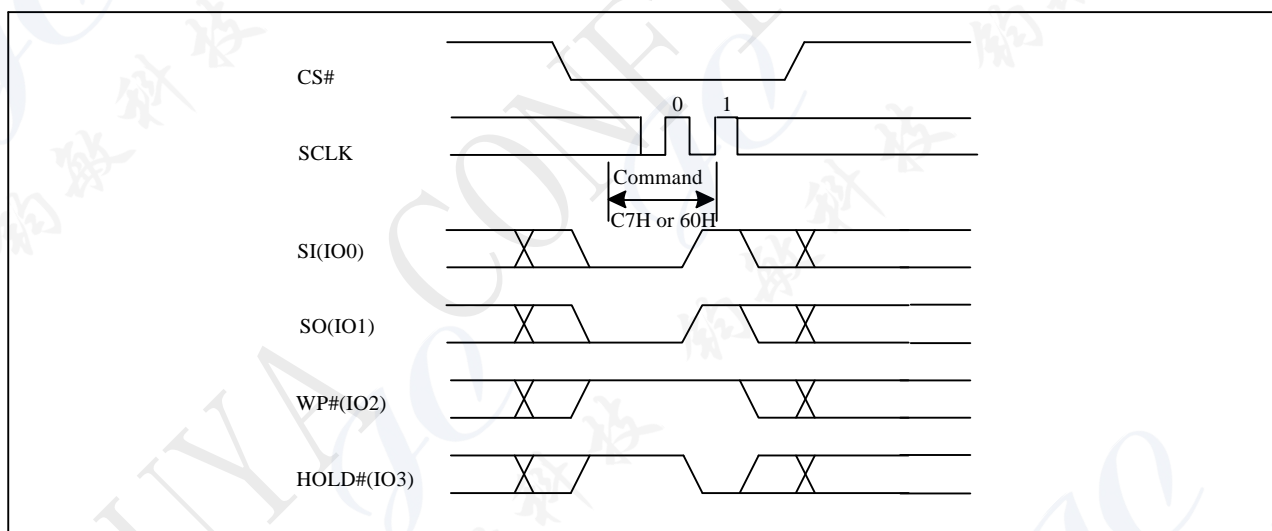 CS#
0 1
SCLK
Command
C7H or 60H
SI(IO0)
SO(IO1)
WP#(IO2)
HOLD#(IO3)